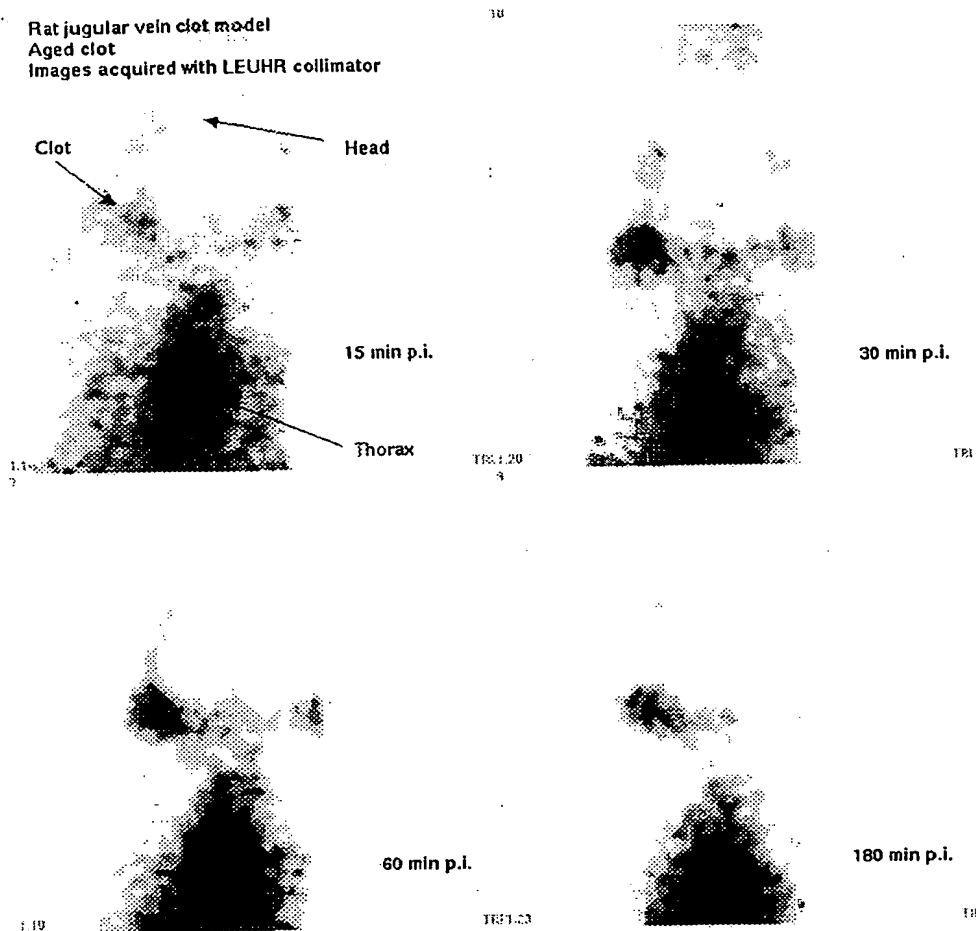 Rat jugular vein clot model
Aged clot
Images acquired with LEUHR collimator
Clot
Head
15 min p.i.
30 min p.i.
Thorax
60 min p.i.
180 min p.i.